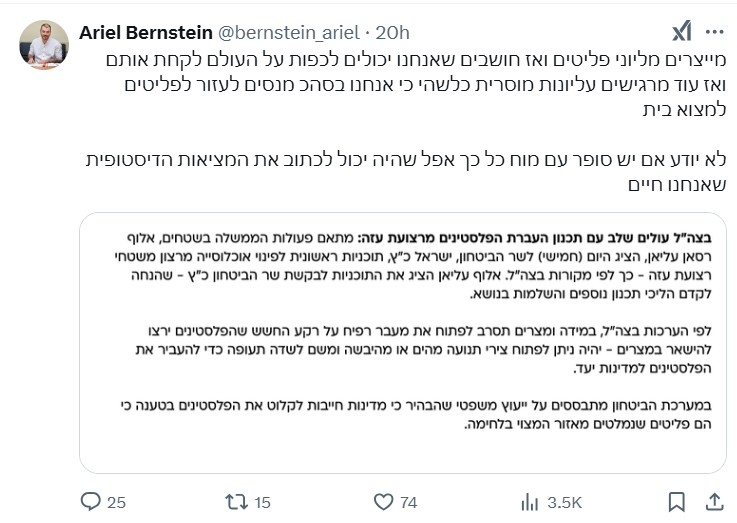 Ariel Bernstein @bernstein_ariel · 20h
מייצרים מליוני פליטים ואז חושבים שאנחנו יכולים לכפות על העולם לקחת אותם
ואז עוד מרגישים עליונות מוסרית כלשהי כי אנחנו בסהכ מנסים לעזור לפליטים
למצוא בית
לא יודע אם יש סופר עם מוח כל כך אפל שהיה יכול לכתוב את המציאות הדיסטופית
שאנחנו חיים
בצה"ל עולים שלב עם תכנון העברת הפלסטינים מרצועת עזה: מתאם פעולות הממשלה בשטחים, אלוף
רסאן עליאן, הציג היום (חמישי) לשר הביטחון, ישראל כ"ץ, תוכניות ראשונית לפינוי אוכלוסייה מרצון משטחי
רצועת עזה - כך לפי מקורות בצה"ל. אלוף עליאן הציג את התוכניות לבקשת שר הביטחון כ"ץ - שהנחה
לקדם הליכי תכנון נוספים והשלמות בנושא.
לפי הערכות בצה"ל, במידה ומצרים תסרב לפתוח את מעבר רפיח על רקע החשש שהפלסטינים ירצו
להישאר במצרים - יהיה ניתן לפתוח צירי תנועה מהים או מהיבשה ומשם לשדה תעופה כדי להעביר את
הפלסטינים למדינות יעד.
במערכת הביטחון מתבססים על ייעוץ משפטי שהבהיר כי מדינות חייבות לקלוט את הפלסטינים בטענה כי
הם פליטים שנמלטים מאזור המצוי בלחימה.
25 15 74 3.5K